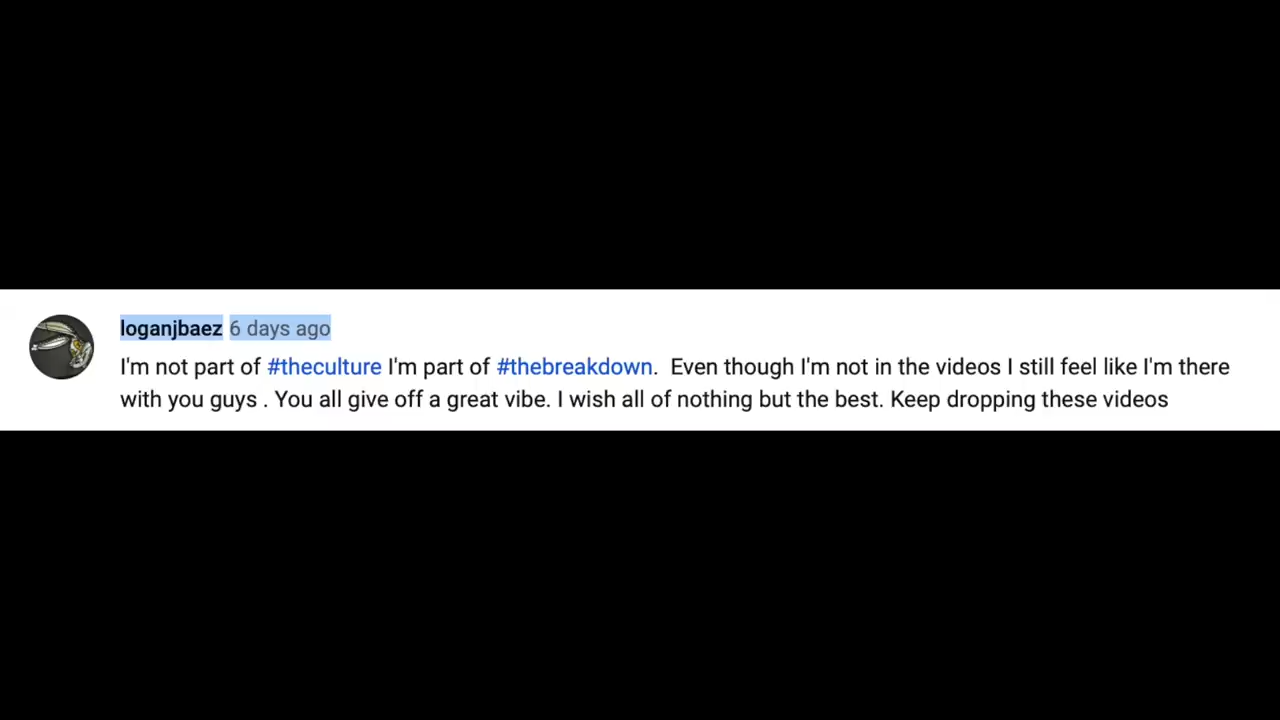 loganjbaez 6 days ago
I'm not part of #theculture I'm part of #thebreakdown.  Even though I'm not in the videos I still feel like I'm there
with you guys . You all give off a great vibe. I wish all of nothing but the best. Keep dropping these videos